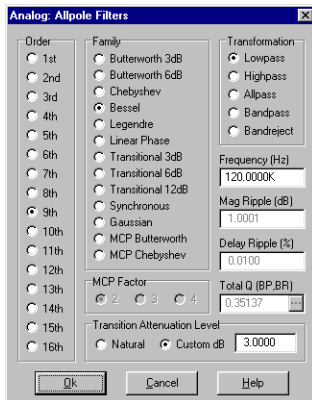 Analog: Allpole Filters
Order
1st
2nd
3rd
4th
5th
6th
7th
8th
9th
10th
11th
12th
13th
14th
15th
16th
Family
Butterworth 3dB
Butterworth 6dB
Chebyshev
Bessel
Legendre
Linear Phase
Transitional 3dB
Transitional 6dB
Transitional 12dB
Synchronous
Gaussian
MCP Butterworth
MCP Chebyshev
MCP Factor
2 3 4
Transformation
Lowpass
Highpass
Allpass
Bandpass
Bandreject
Frequency (Hz)
120.0000K
Mag Ripple (dB)
1.0001
Delay Ripple (%)
0.0100
Total Q (BP,BR)
0.35137 ...
Transition Attenuation Level
Natural Custom dB 3.0000
Ok Cancel Help